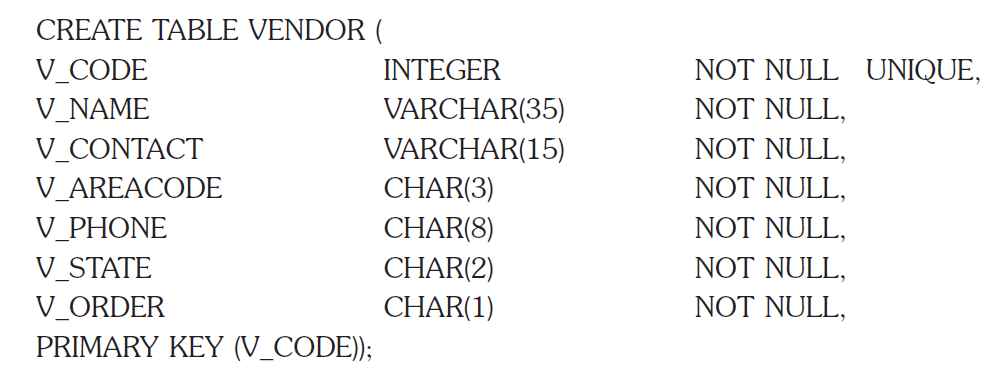 CREATE TABLE VENDOR (
V_CODE INTEGER NOT NULL UNIQUE,
V_NAME VARCHAR(35) NOT NULL,
V_CONTACT VARCHAR(15) NOT NULL,
V_AREACODE CHAR(3) NOT NULL,
V_PHONE CHAR(8) NOT NULL,
V_STATE CHAR(2) NOT NULL,
V_ORDER CHAR(1) NOT NULL,
PRIMARY KEY (V_CODE));